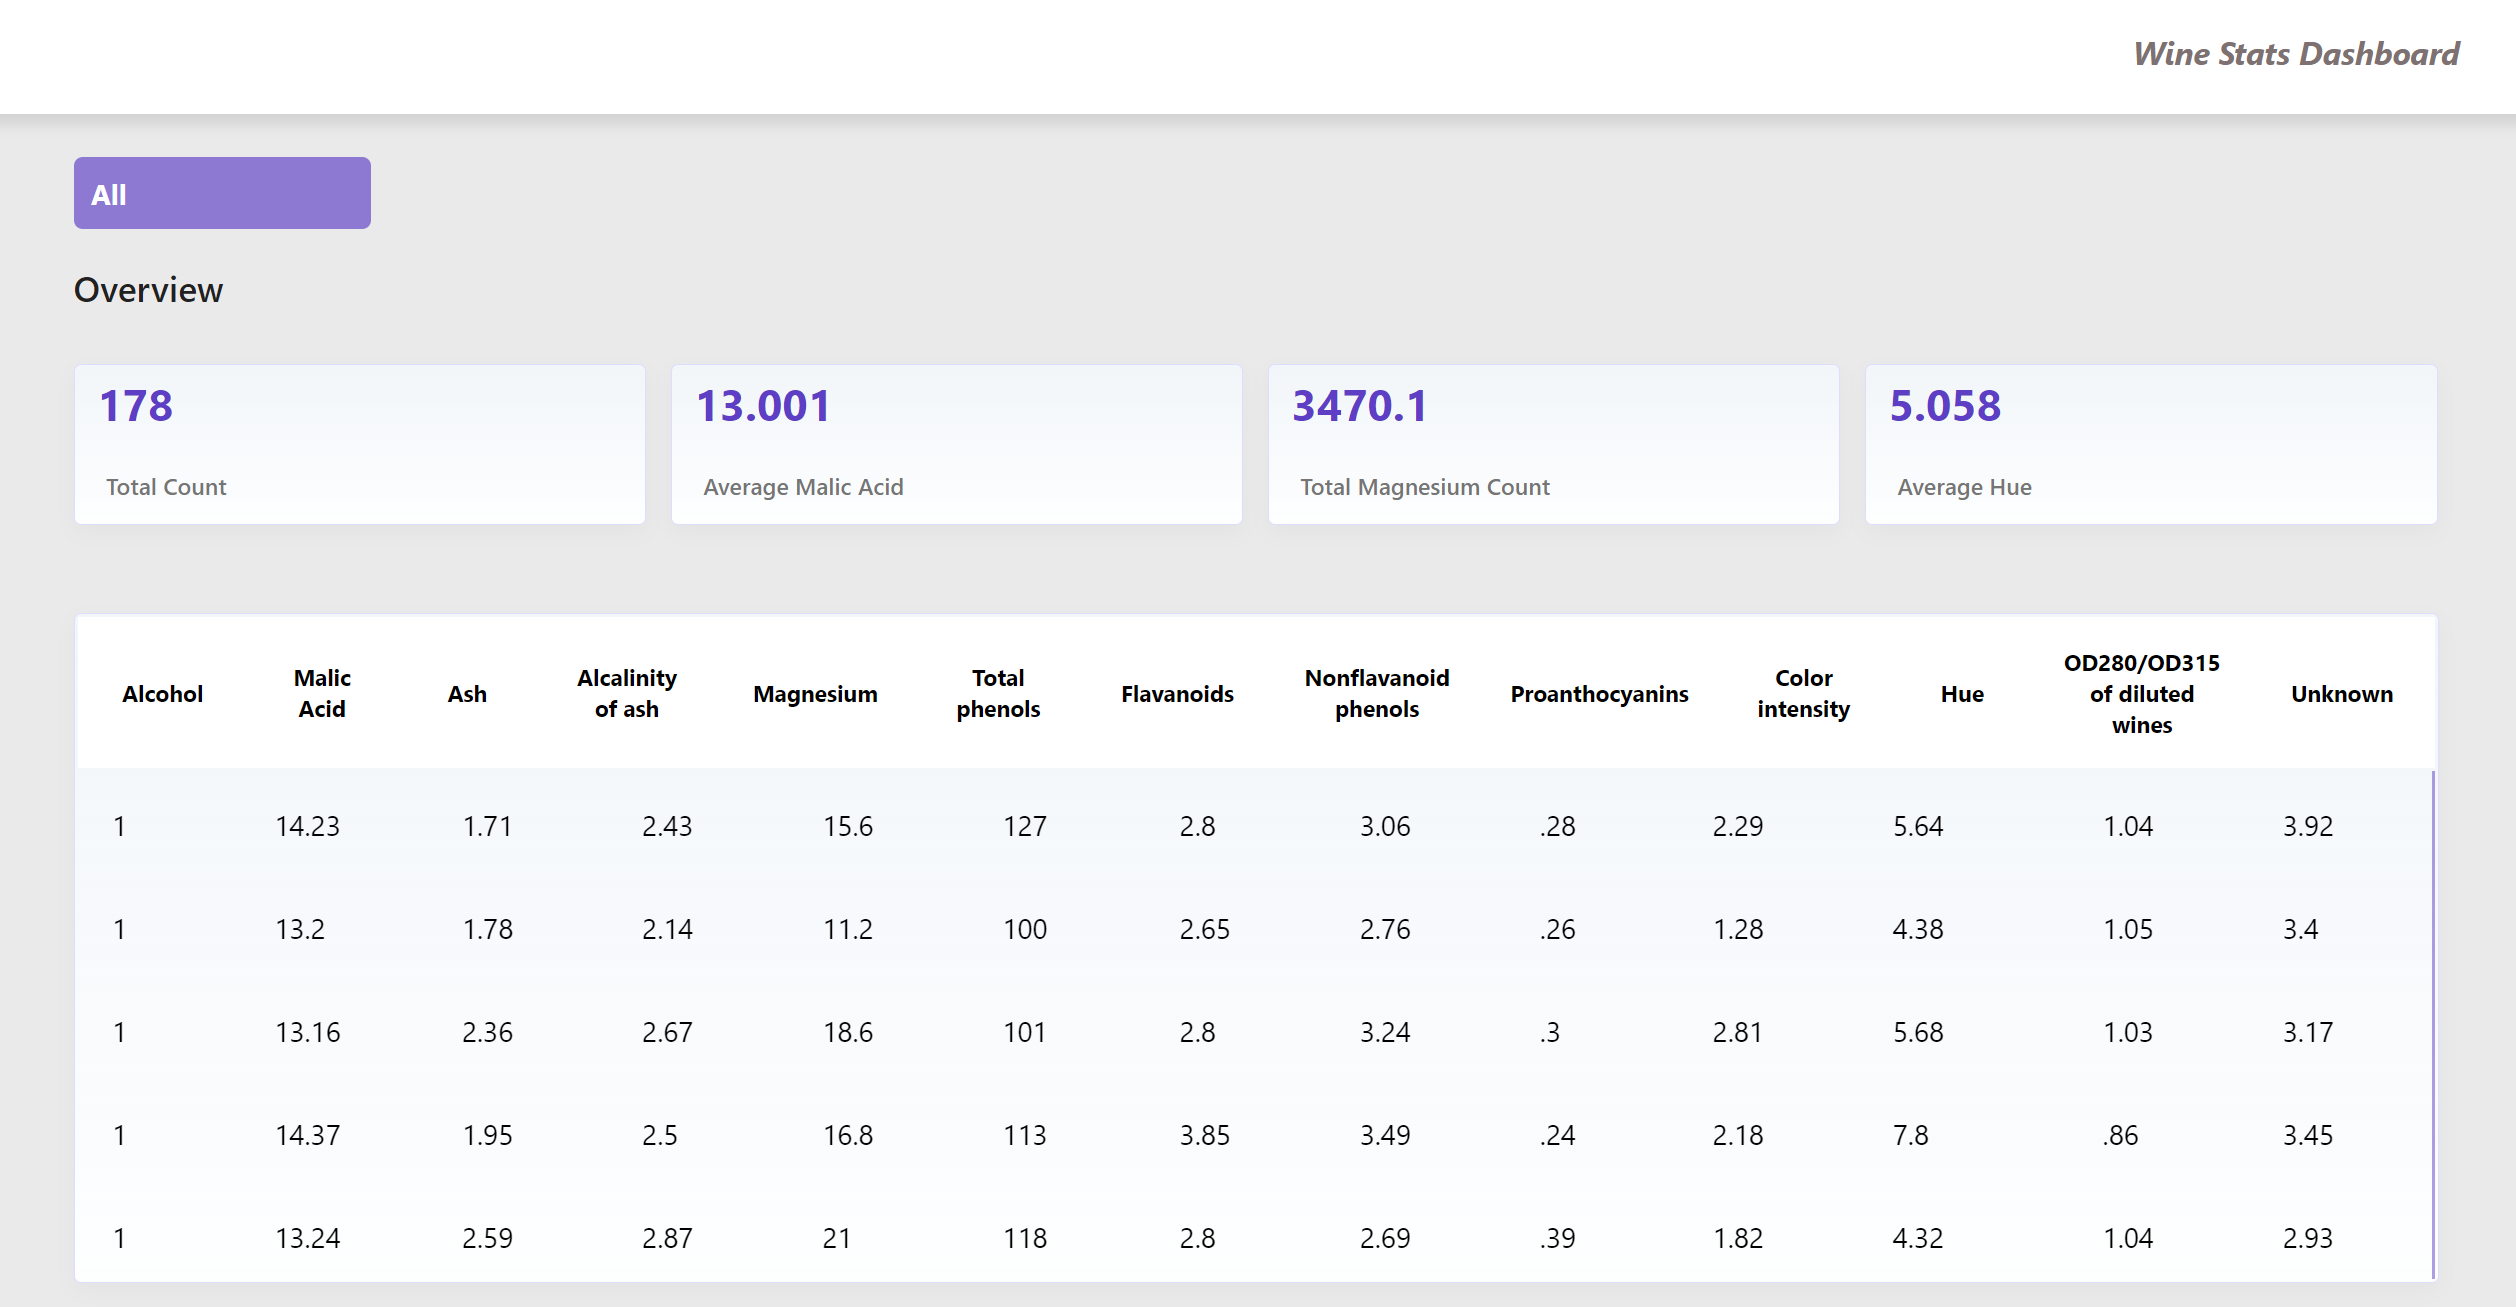 Wine Stats Dashboard
All
Overview
178 13.001 3470.1 5.058
Total Count Average Malic Acid Total Magnesium Count Average Hue
Alcohol Malic Acid Ash Alcalinity of ash Magnesium Total phenols Flavanoids Nonflavanoid phenols Proanthocyanins Color intensity Hue OD280/OD315 of diluted wines Unknown
1 14.23 1.71 2.43 15.6 127 2.8 3.06 .28 2.29 5.64 1.04 3.92
1 13.2 1.78 2.14 11.2 100 2.65 2.76 .26 1.28 4.38 1.05 3.4
1 13.16 2.36 2.67 18.6 101 2.8 3.24 .3 2.81 5.68 1.03 3.17
1 14.37 1.95 2.5 16.8 113 3.85 3.49 .24 2.18 7.8 .86 3.45
1 13.24 2.59 2.87 21 118 2.8 2.69 .39 1.82 4.32 1.04 2.93